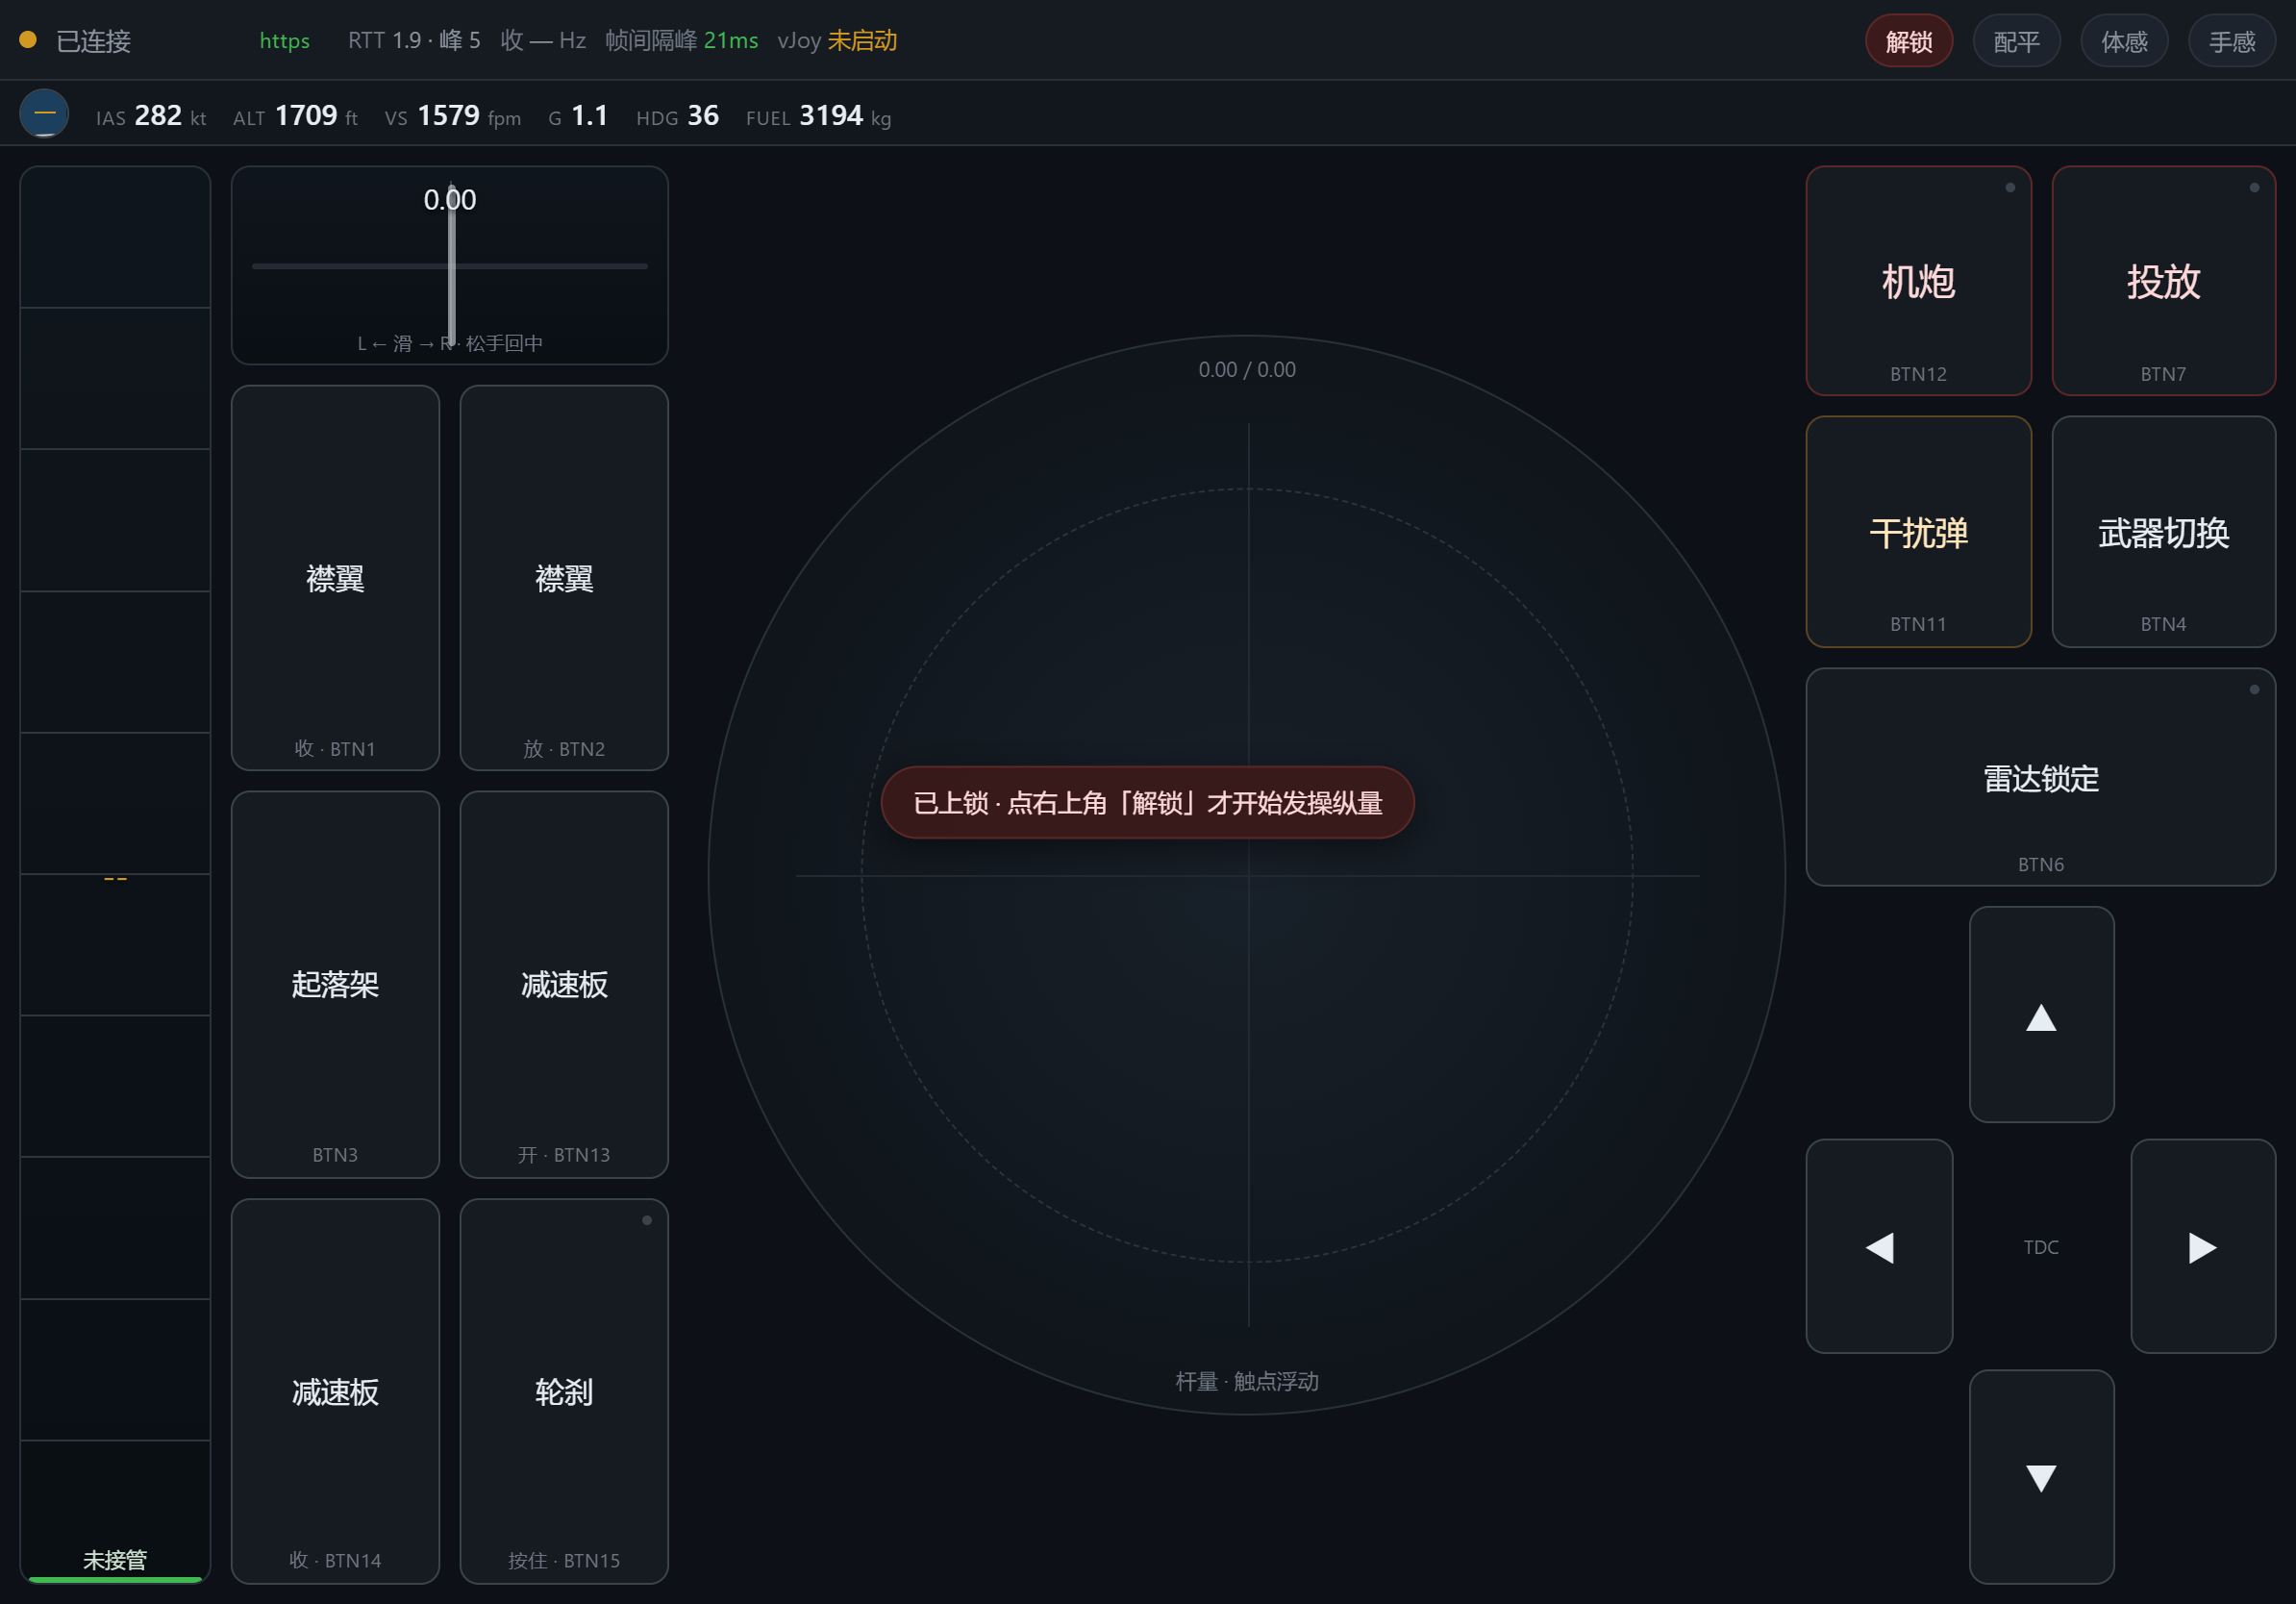 已连接 https RTT 1.9 · 峰 5 收 — Hz 帧间隔峰 21ms vJoy 未启动 解锁 配平 体感 手感
IAS 282 kt ALT 1709 ft VS 1579 fpm G 1.1 HDG 36 FUEL 3194 kg
0.00
L ← 滑 → R · 松手回中
襟翼
收 · BTN1
襟翼
放 · BTN2
起落架
BTN3
减速板
开 · BTN13
减速板
收 · BTN14
轮刹
按住 · BTN15
--
未接管
0.00 / 0.00
已上锁 · 点右上角「解锁」才开始发操纵量
杆量 · 触点浮动
机炮
BTN12
投放
BTN7
干扰弹
BTN11
武器切换
BTN4
雷达锁定
BTN6
▲
◀ TDC ▶
▼